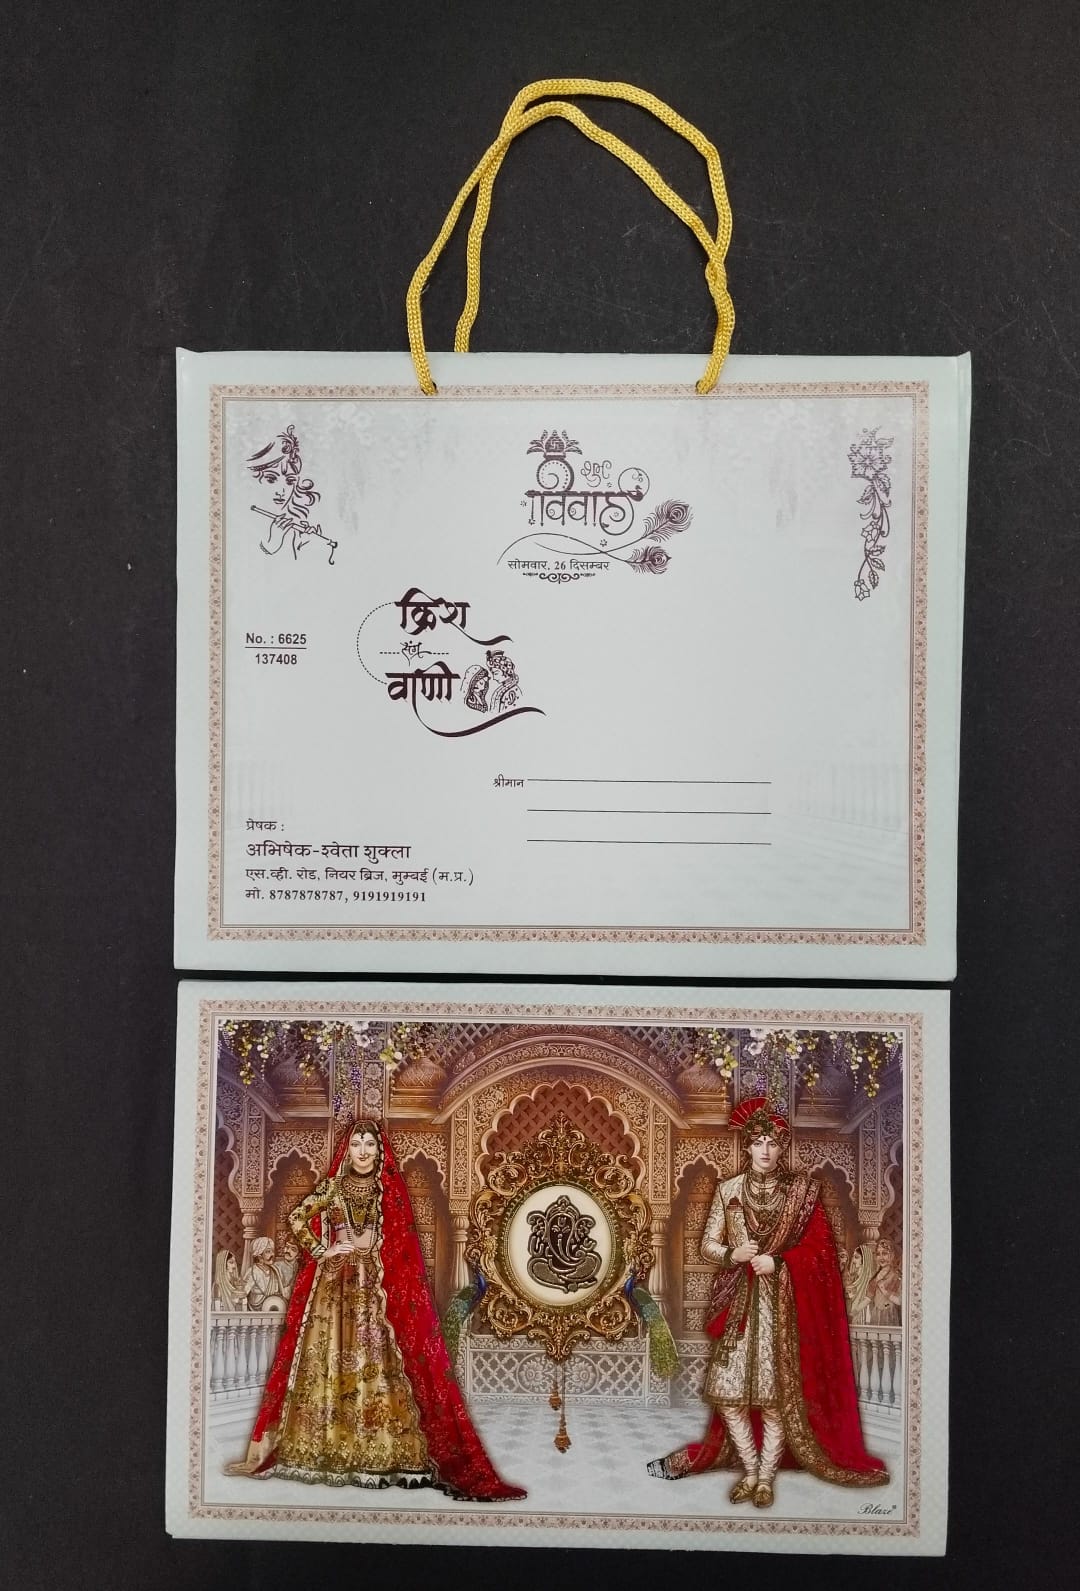 शुभ
विवाह
सोमवार, 26 दिसम्बर
क्रिश
संग
वाणी
No. : 6625
137408
श्रीमान
प्रेषक :
अभिषेक-श्वेता शुक्ला
एस.व्ही. रोड, नियर ब्रिज, मुम्बई (म.प्र.)
मो. 8787878787, 9191919191
Blaze